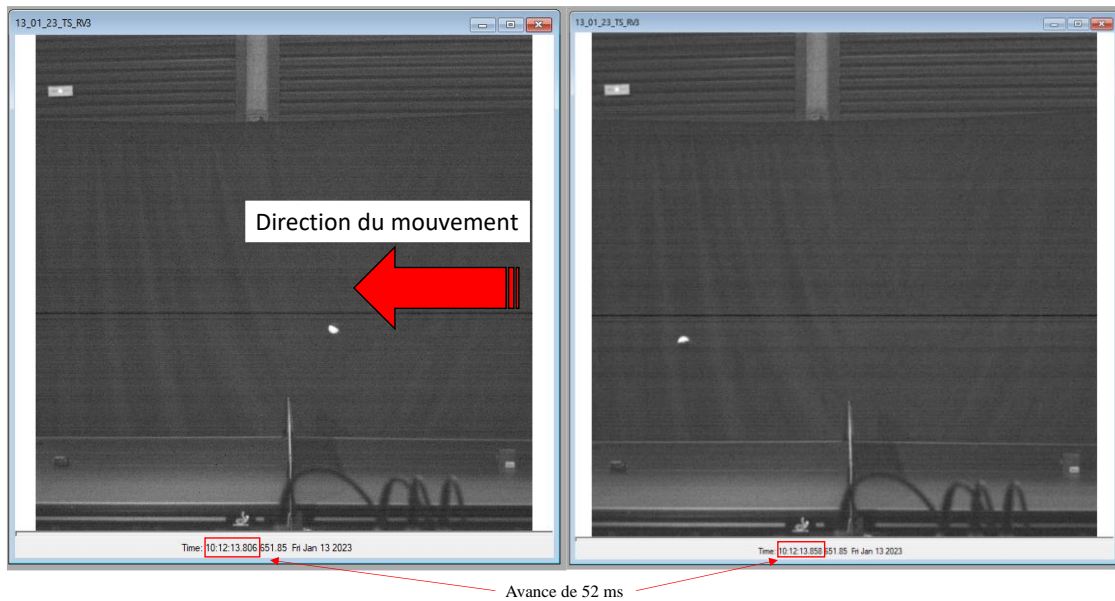 13_01_23_TS_RV3
13_01_23_TS_RV3
Direction du mouvement
Time: 10:12:13.806 651.85 Fri Jan 13 2023
Time: 10:12:13.858 651.85 Fri Jan 13 2023
Avance de 52 ms